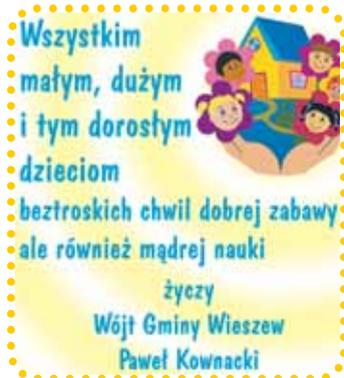 Wszystkim
małym, dużym
i tym dorosłym
dzieciom
beztroskich chwil dobrej zabawy
ale również mądrej nauki
życzy
Wójt Gminy Wieszew
Paweł Kownacki